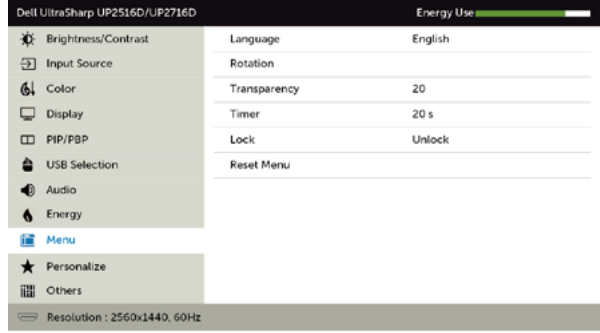 Dell UltraSharp UP2516D/UP2716D Energy Use
Brightness/Contrast
Input Source
Color
Display
PIP/PBP
USB Selection
Audio
Energy
Menu
Personalize
Others
Language English
Rotation
Transparency 20
Timer 20 s
Lock Unlock
Reset Menu
Resolution : 2560x1440, 60Hz